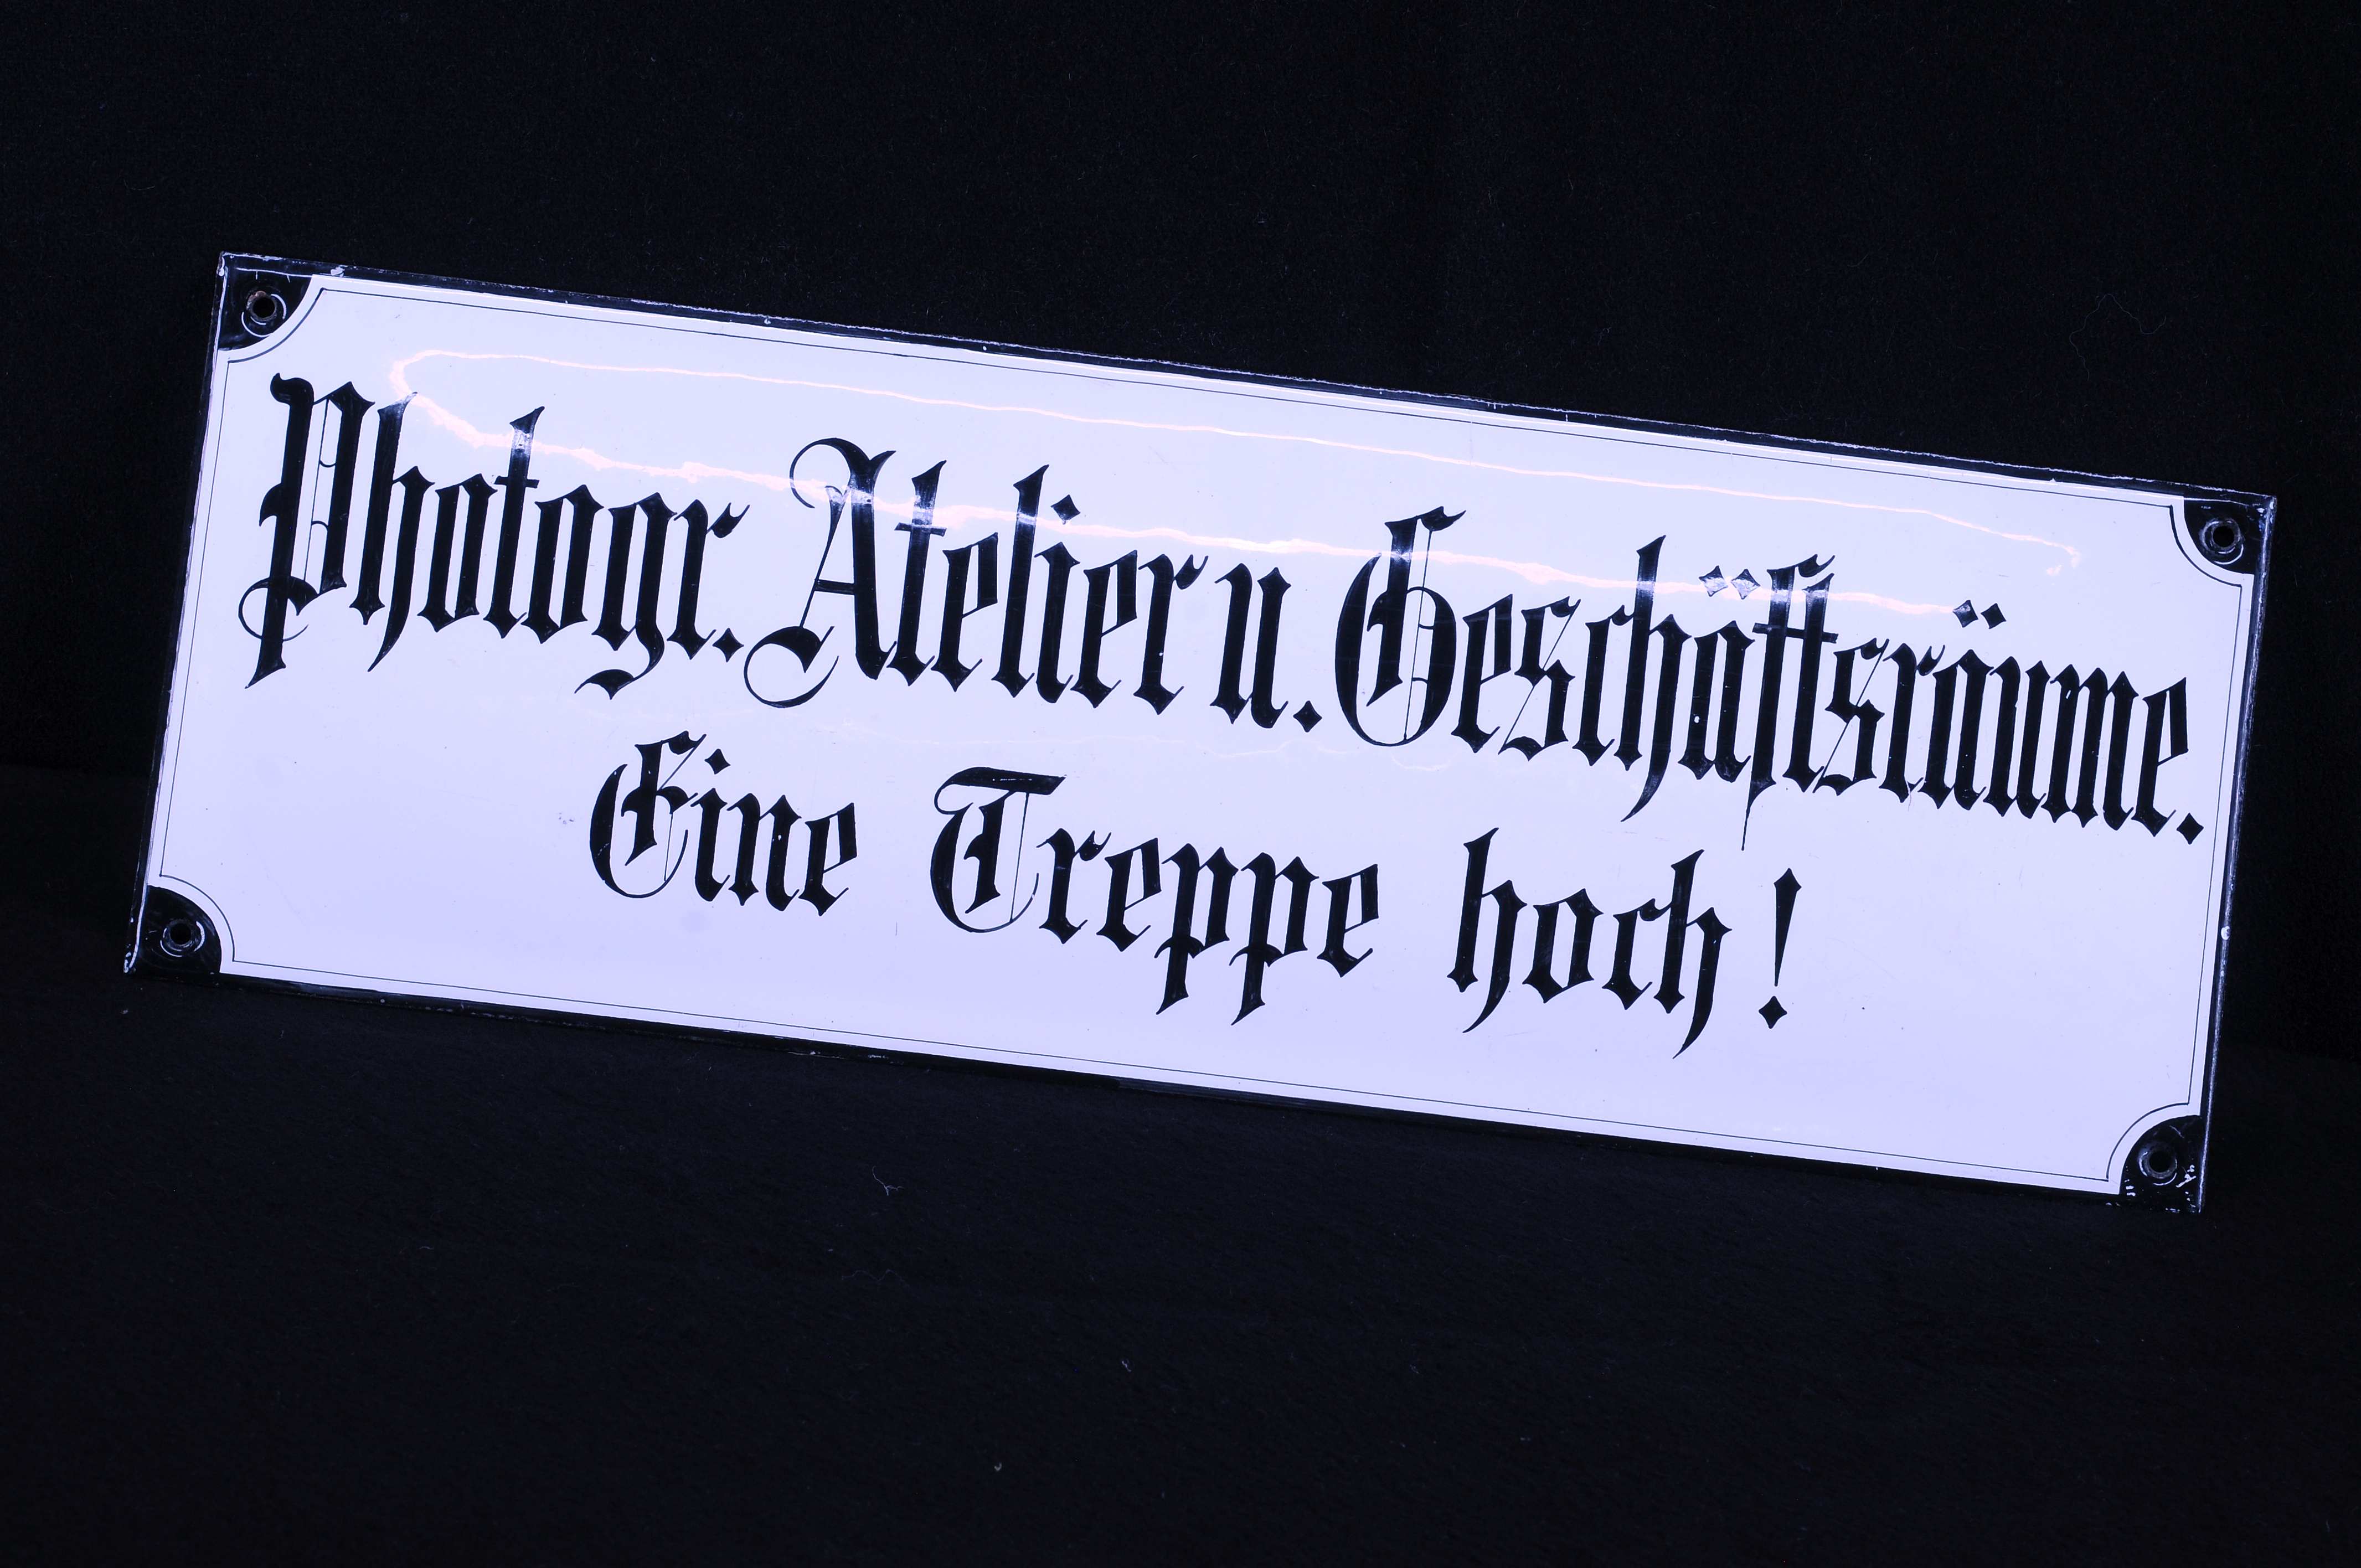 Photogr. Atelier u. Geschäftsräume.
Eine Treppe hoch!